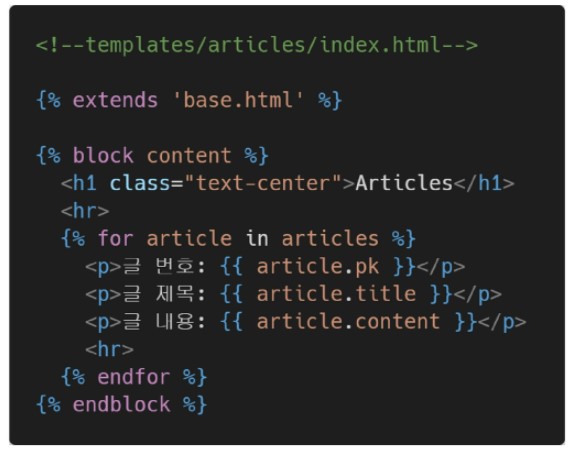 <!--templates/articles/index.html-->
{% extends 'base.html' %}
{% block content %}
<h1 class="text-center">Articles</h1>
<hr>
{% for article in articles %}
<p>글 번호: {{ article.pk }}</p>
<p>글 제목: {{ article.title }}</p>
<p>글 내용: {{ article.content }}</p>
<hr>
{% endfor %}
{% endblock %}